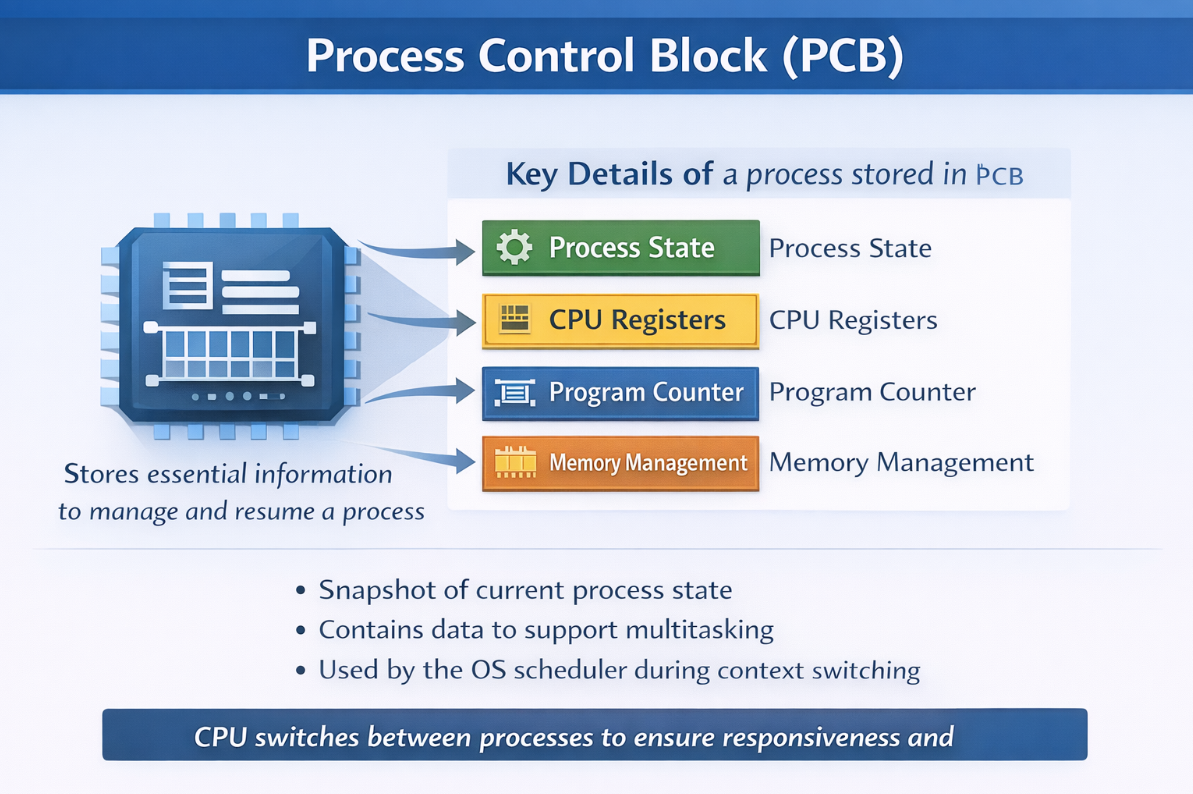 Process Control Block (PCB)
Key Details of a process stored in PCB
Process State Process State
CPU Registers CPU Registers
Program Counter Program Counter
Memory Management Memory Management
Stores essential information
to manage and resume a process
• Snapshot of current process state
• Contains data to support multitasking
• Used by the OS scheduler during context switching
CPU switches between processes to ensure responsiveness and